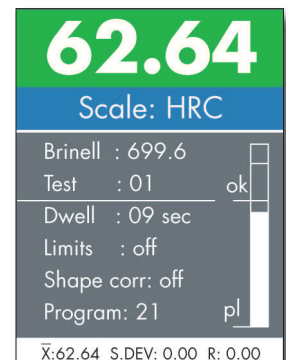 62.64
Scale: HRC
Brinell : 699.6
Test : 01 ok
Dwell : 09 sec
Limits : off
Shape corr: off
Program: 21 pl
X̅:62.64 S.DEV: 0.00 R: 0.00